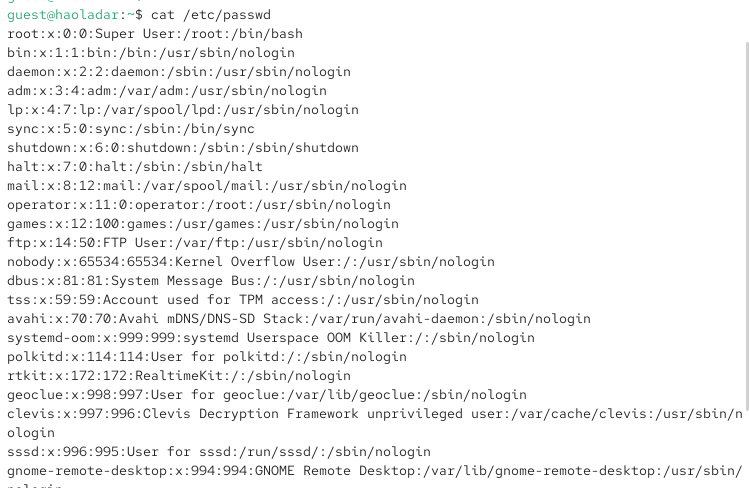 guest@haoladar:~$ cat /etc/passwd
root:x:0:0:Super User:/root:/bin/bash
bin:x:1:1:bin:/bin:/usr/sbin/nologin
daemon:x:2:2:daemon:/sbin:/usr/sbin/nologin
adm:x:3:4:adm:/var/adm:/usr/sbin/nologin
lp:x:4:7:lp:/var/spool/lpd:/usr/sbin/nologin
sync:x:5:0:sync:/sbin:/bin/sync
shutdown:x:6:0:shutdown:/sbin:/sbin/shutdown
halt:x:7:0:halt:/sbin:/sbin/halt
mail:x:8:12:mail:/var/spool/mail:/usr/sbin/nologin
operator:x:11:0:operator:/root:/usr/sbin/nologin
games:x:12:100:games:/usr/games:/usr/sbin/nologin
ftp:x:14:50:FTP User:/var/ftp:/usr/sbin/nologin
nobody:x:65534:65534:Kernel Overflow User:/:/usr/sbin/nologin
dbus:x:81:81:System Message Bus:/:/usr/sbin/nologin
tss:x:59:59:Account used for TPM access:/:/usr/sbin/nologin
avahi:x:70:70:Avahi mDNS/DNS-SD Stack:/var/run/avahi-daemon:/sbin/nologin
systemd-oom:x:999:999:systemd Userspace OOM Killer:/:/sbin/nologin
polkitd:x:114:114:User for polkitd:/:/sbin/nologin
rtkit:x:172:172:RealtimeKit:/:/sbin/nologin
geoclue:x:998:997:User for geoclue:/var/lib/geoclue:/sbin/nologin
clevis:x:997:996:Clevis Decryption Framework unprivileged user:/var/cache/clevis:/usr/sbin/n
ologin
sssd:x:996:995:User for sssd:/run/sssd/:/sbin/nologin
gnome-remote-desktop:x:994:994:GNOME Remote Desktop:/var/lib/gnome-remote-desktop:/usr/sbin/
nologin